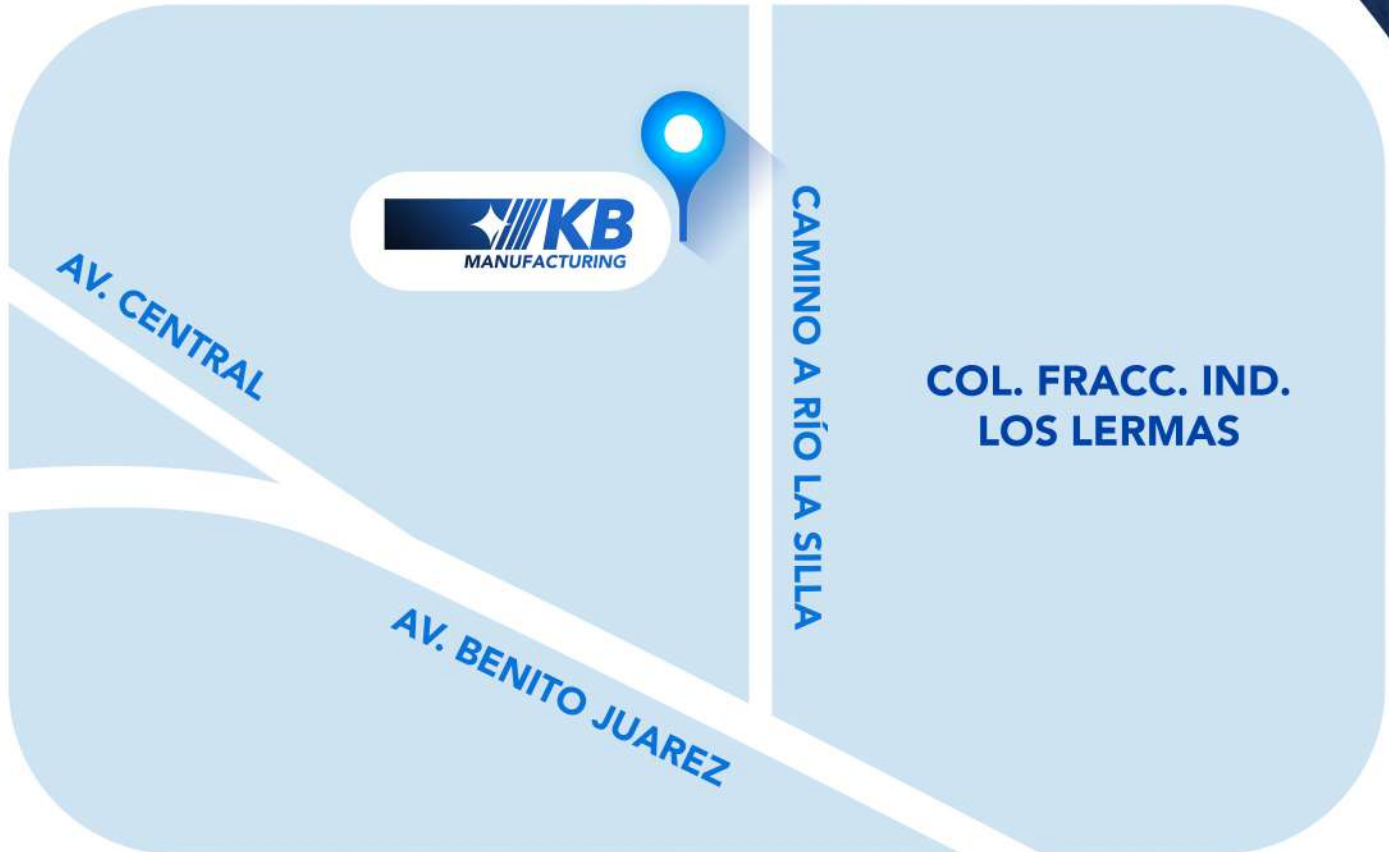 KB
MANUFACTURING
AV. CENTRAL
CAMINO A RÍO LA SILLA
COL. FRACC. IND.
LOS LERMAS
AV. BENITO JUAREZ